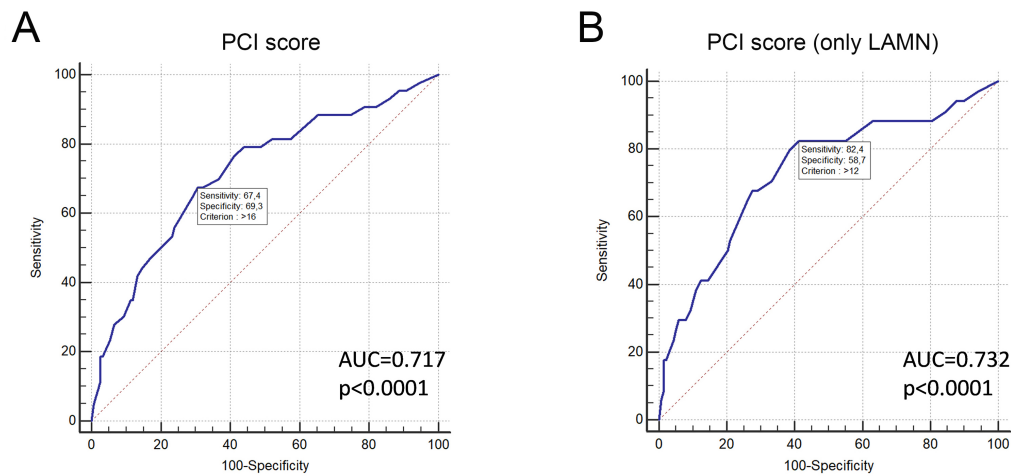 A
PCI score
100
80
60
40
20
0
Sensitivity
Sensitivity: 67,4
Specificity: 69,3
Criterion : >16
AUC=0.717
p<0.0001
0 20 40 60 80 100
100-Specificity
B
PCI score (only LAMN)
100
80
60
40
20
0
Sensitivity
Sensitivity: 82,4
Specificity: 58,7
Criterion : >12
AUC=0.732
p<0.0001
0 20 40 60 80 100
100-Specificity